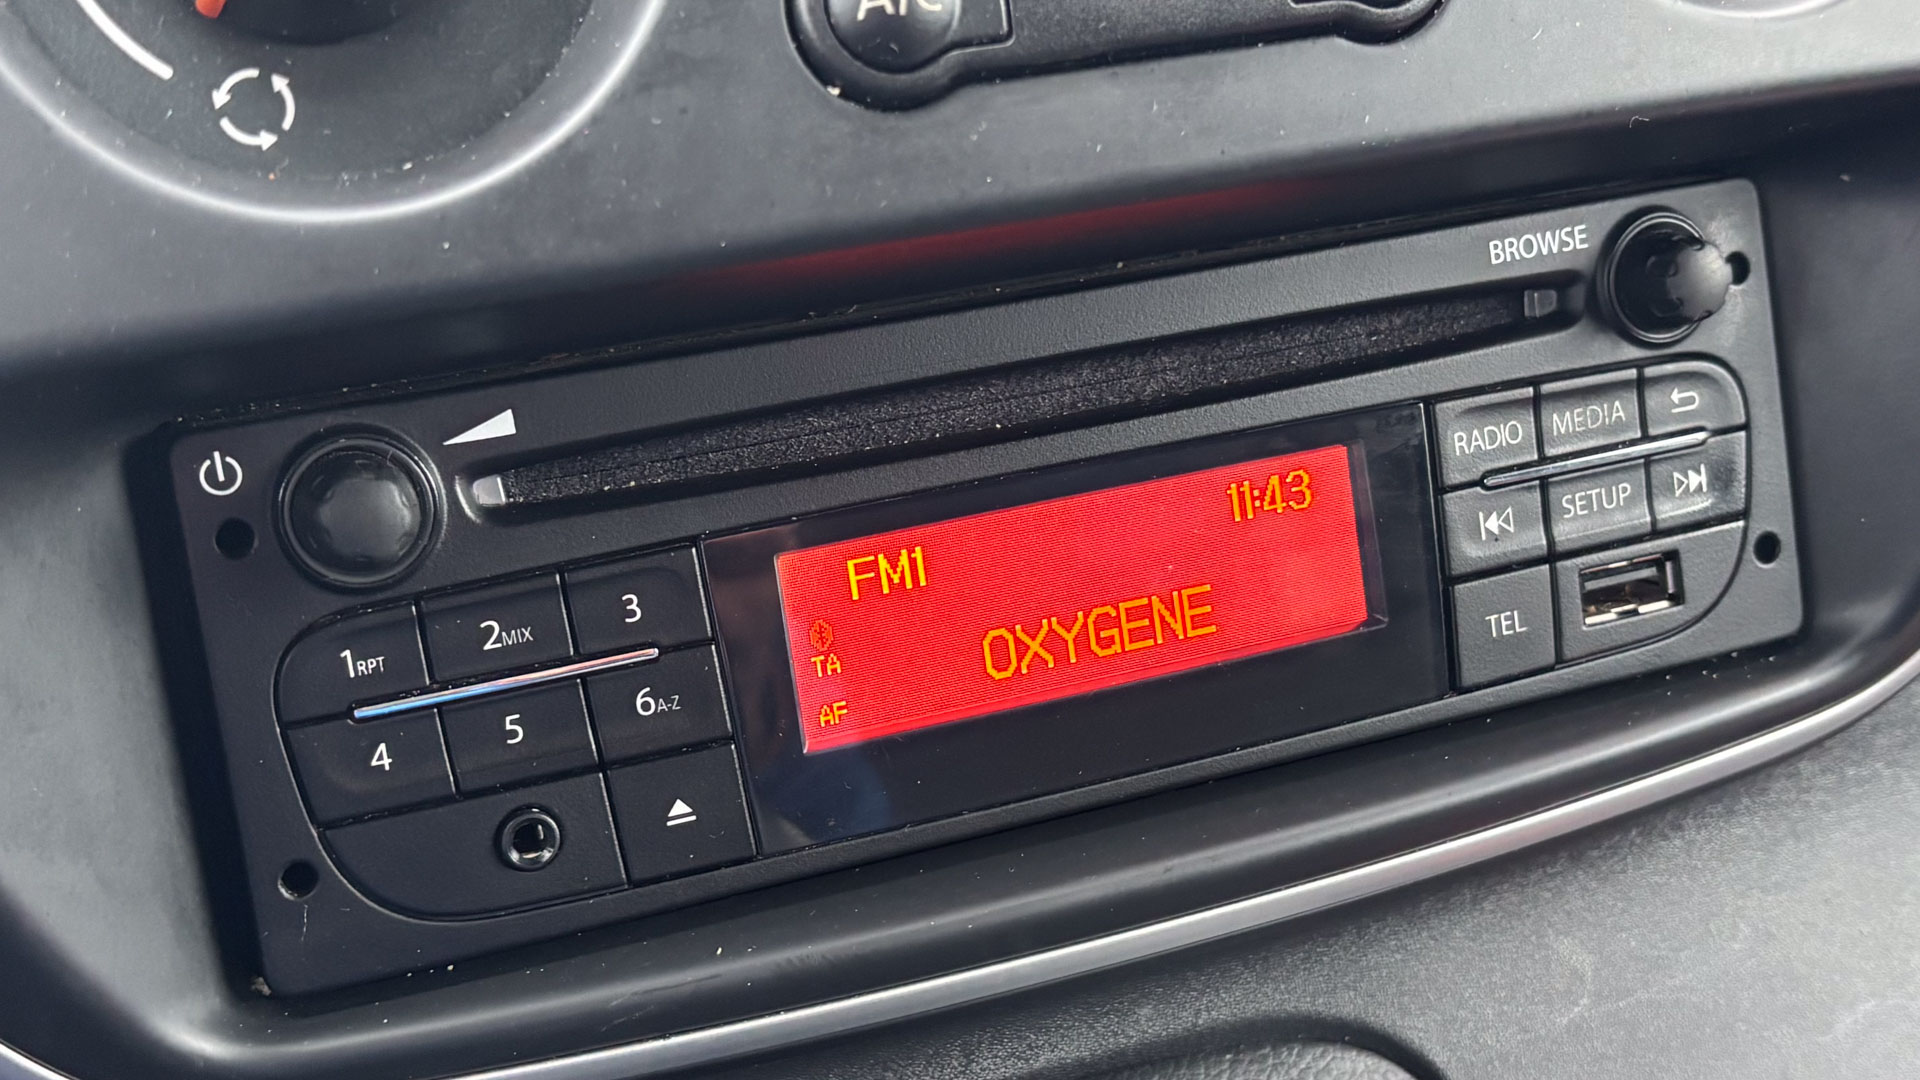 A/C
BROWSE
RADIO
MEDIA
SETUP
TEL
11:43
FM1
OXYGENE
TA
AF
1RPT
2MIX
3
4
5
6A-Z